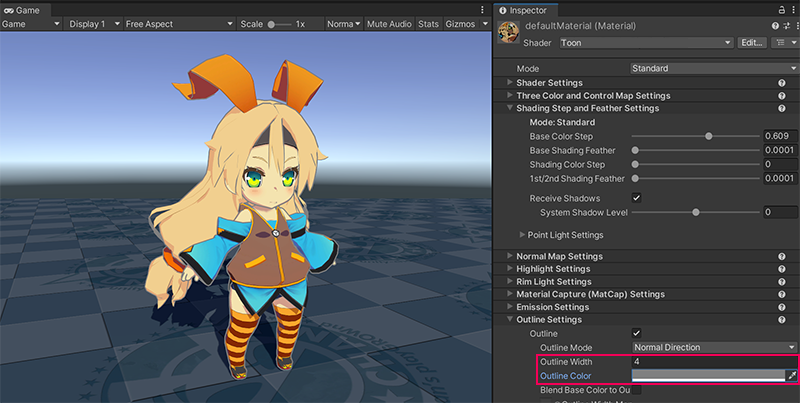 Game
Inspector
Game Display 1 Free Aspect Scale 1x Norma Mute Audio Stats Gizmos
defaultMaterial (Material)
Shader Toon Edit...
Mode Standard
Shader Settings
Three Color and Control Map Settings
Shading Step and Feather Settings
Mode: Standard
Base Color Step 0.609
Base Shading Feather 0.0001
Shading Color Step 0
1st/2nd Shading Feather 0.0001
Receive Shadows
System Shadow Level 0
Point Light Settings
Normal Map Settings
Highlight Settings
Rim Light Settings
Material Capture (MatCap) Settings
Emission Settings
Outline Settings
Outline
Outline Mode Normal Direction
Outline Width 4
Outline Color
Blend Base Color to Ou